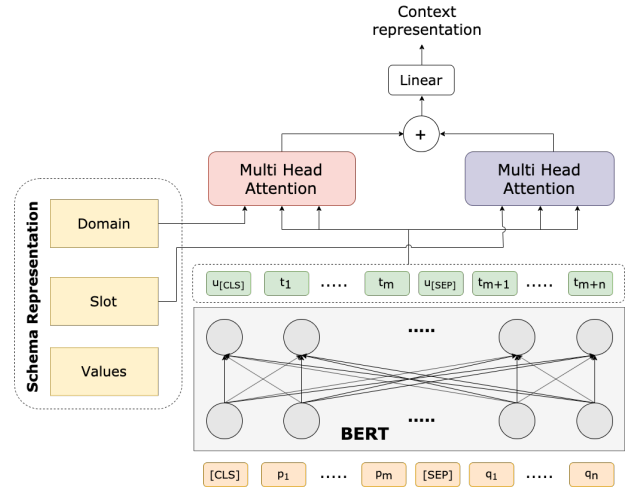 Context
representation
Linear
+
Multi Head
Attention
Multi Head
Attention
Schema Representation
Domain
Slot
Values
u[CLS] t1 ..... tm u[SEP] tm+1 ..... tm+n
.....
.....
BERT
[CLS] p1 ..... pm [SEP] q1 ..... qn